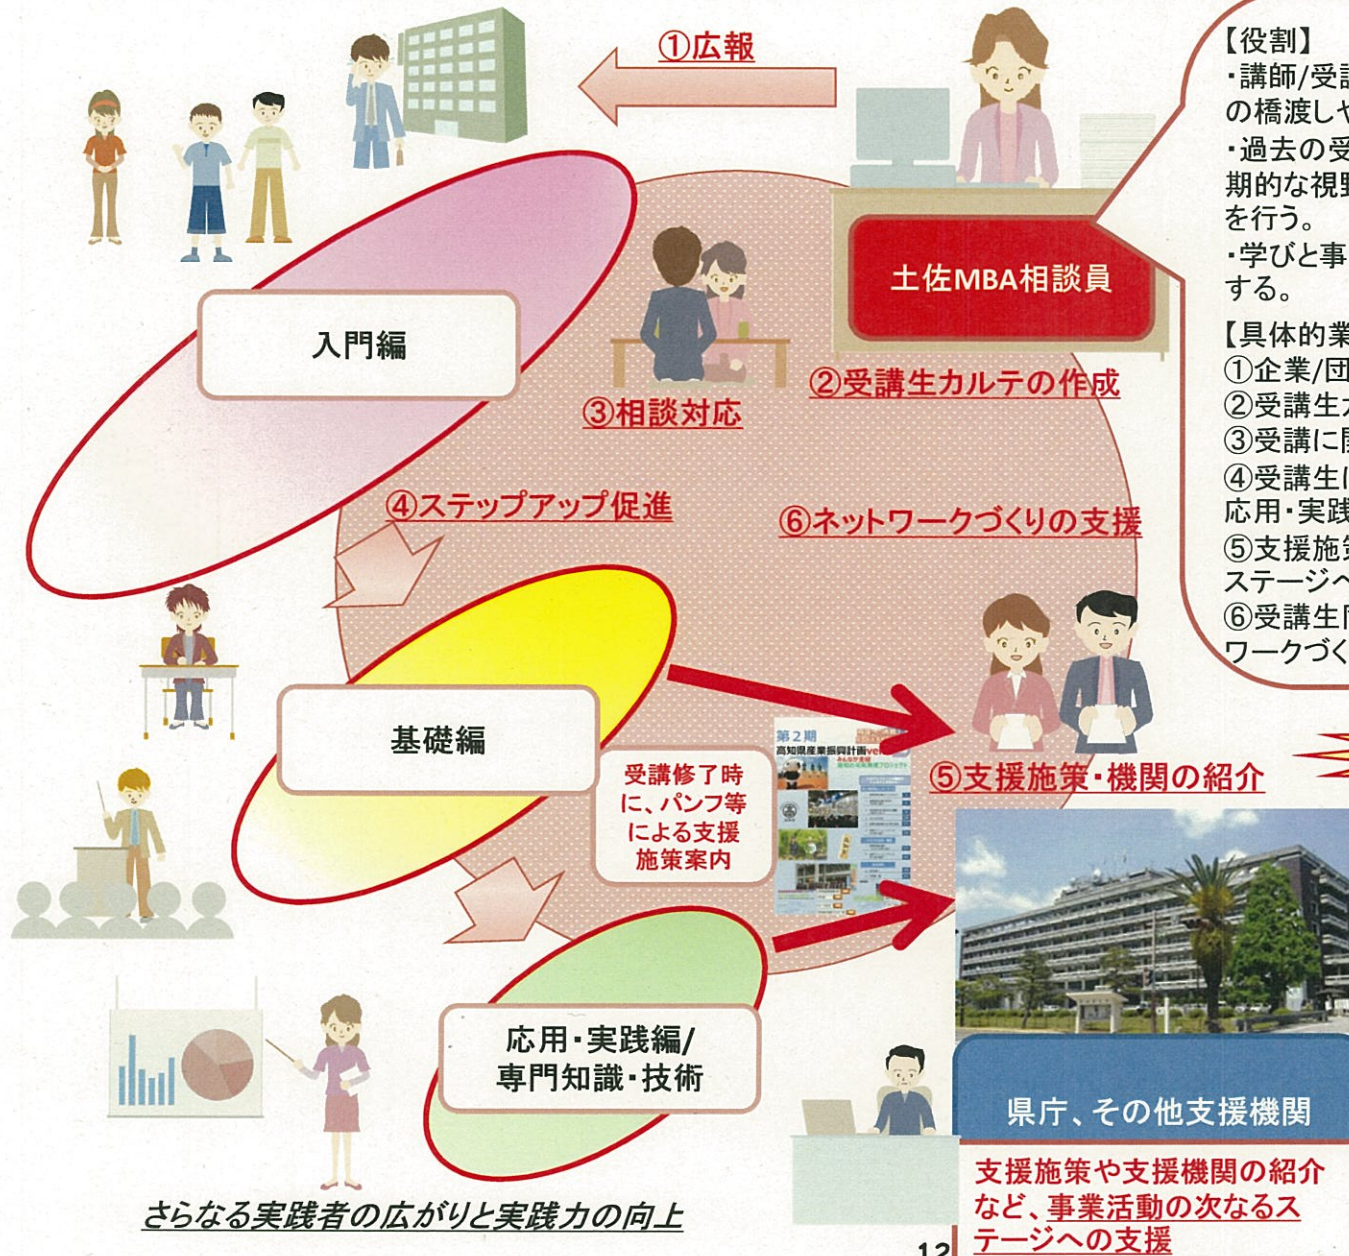 ①広報
【役割】
・講師/受講
の橋渡しや
・過去の受
期的な視野
を行う。
・学びと事
する。
【具体的業
①企業/団
②受講生カ
③受講に関
④受講生に
応用・実践
⑤支援施策
ステージへ
⑥受講生間
ワークづく
土佐MBA相談員
入門編
②受講生カルテの作成
③相談対応
④ステップアップ促進
⑥ネットワークづくりの支援
基礎編
受講修了時
に、パンフ等
による支援
施策案内
第2期
高知県産業振興計画ver
⑤支援施策・機関の紹介
応用・実践編/
専門知識・技術
県庁、その他支援機関
支援施策や支援機関の紹介
など、事業活動の次なるス
テージへの支援
さらなる実践者の広がりと実践力の向上
12